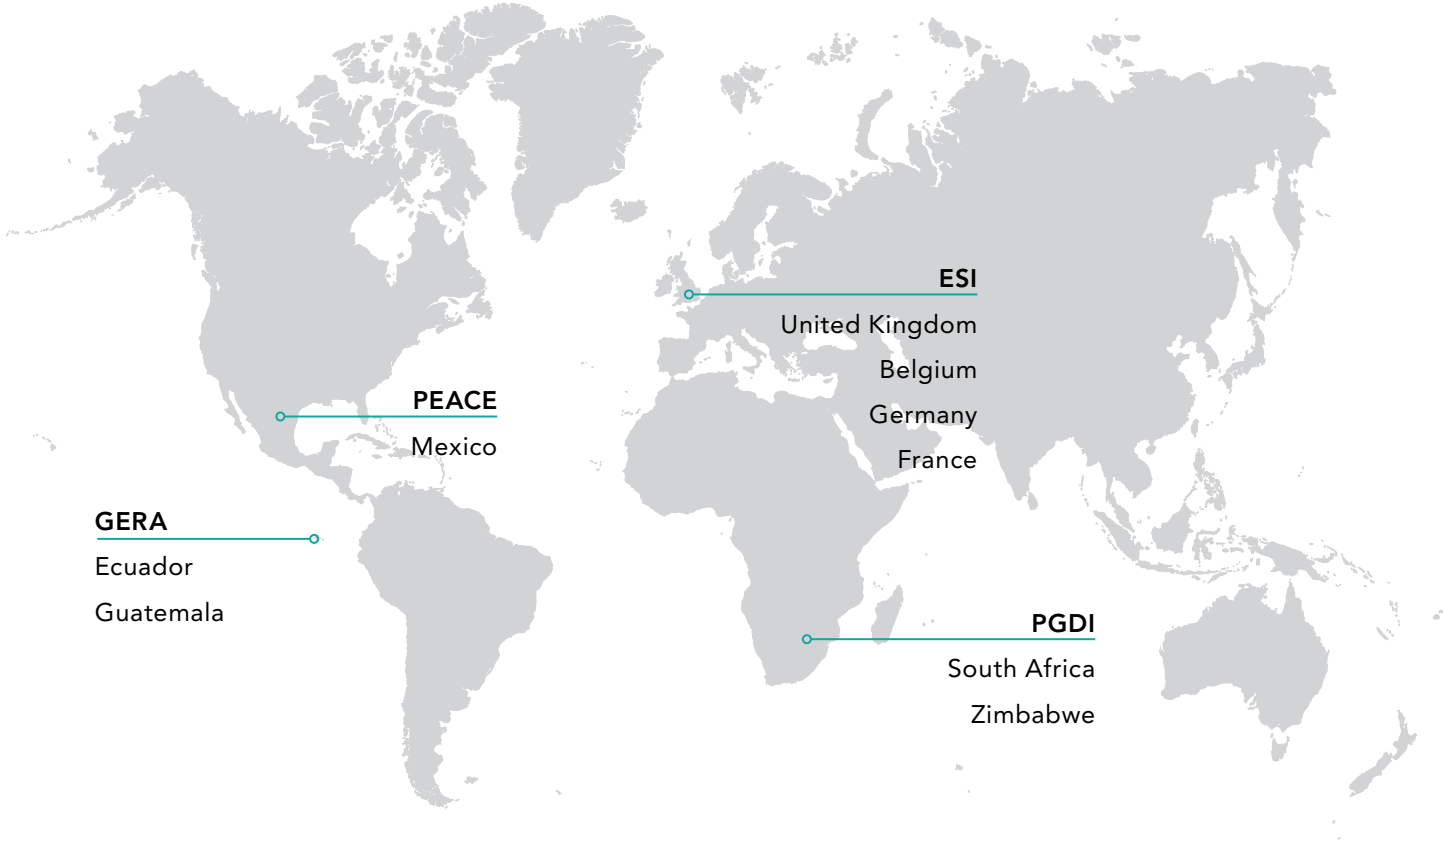 ESI
United Kingdom
Belgium
Germany
France
PEACE
Mexico
GERA
Ecuador
Guatemala
PGDI
South Africa
Zimbabwe